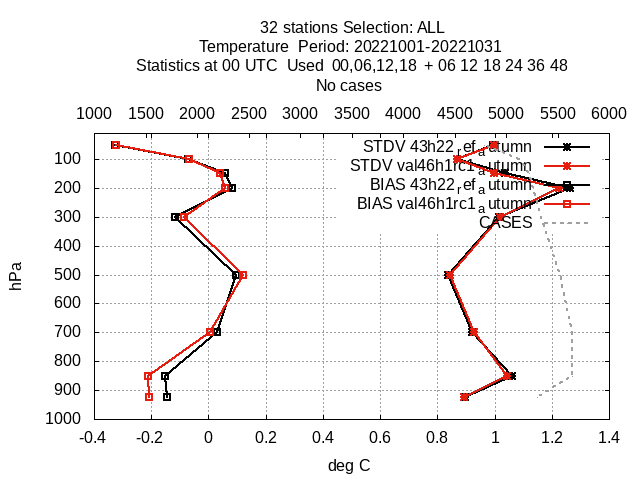 32 stations Selection: ALL
Temperature  Period: 20221001-20221031
Statistics at 00 UTC  Used  00,06,12,18  + 06 12 18 24 36 48
No cases
1000 1500 2000 2500 3000 3500 4000 4500 5000 5500 6000
STDV 43h22_ref_autumn
STDV val46h1rc1_autumn
BIAS 43h22_ref_autumn
BIAS val46h1rc1_autumn
CASES
100
200
300
400
500
600
700
800
900
1000
hPa
-0.4 -0.2 0 0.2 0.4 0.6 0.8 1 1.2 1.4
deg C